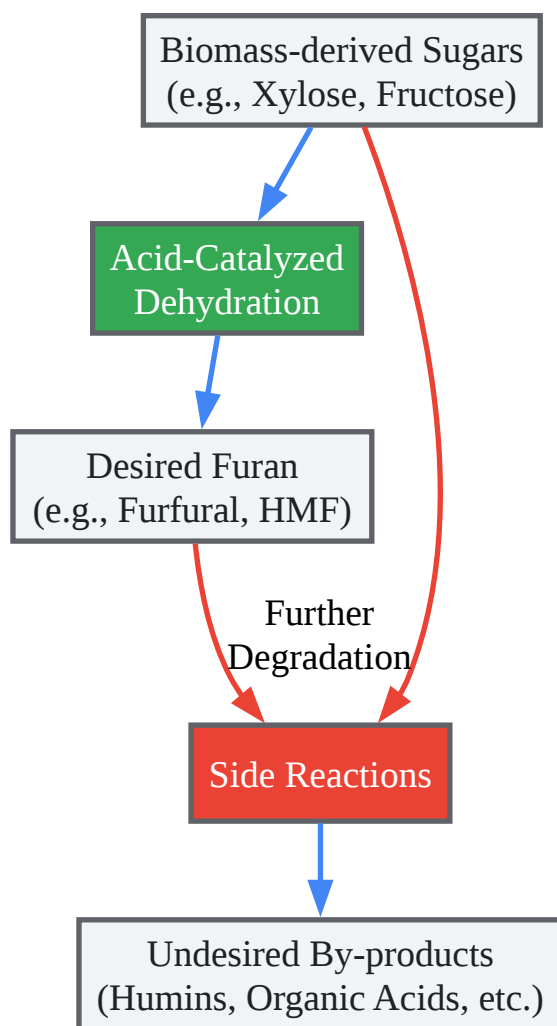 Biomass-derived Sugars
(e.g., Xylose, Fructose)
Acid-Catalyzed
Dehydration
Desired Furan
(e.g., Furfural, HMF)
Further
Degradation
Side Reactions
Undesired By-products
(Humins, Organic Acids, etc.)